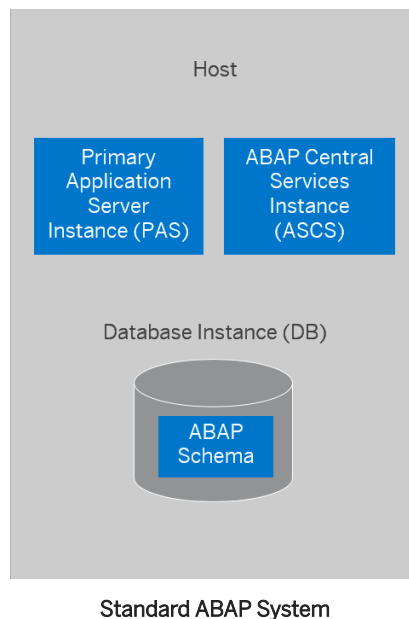 Host
Primary
Application
Server
Instance (PAS)
ABAP Central
Services
Instance
(ASCS)
Database Instance (DB)
ABAP
Schema
Standard ABAP System